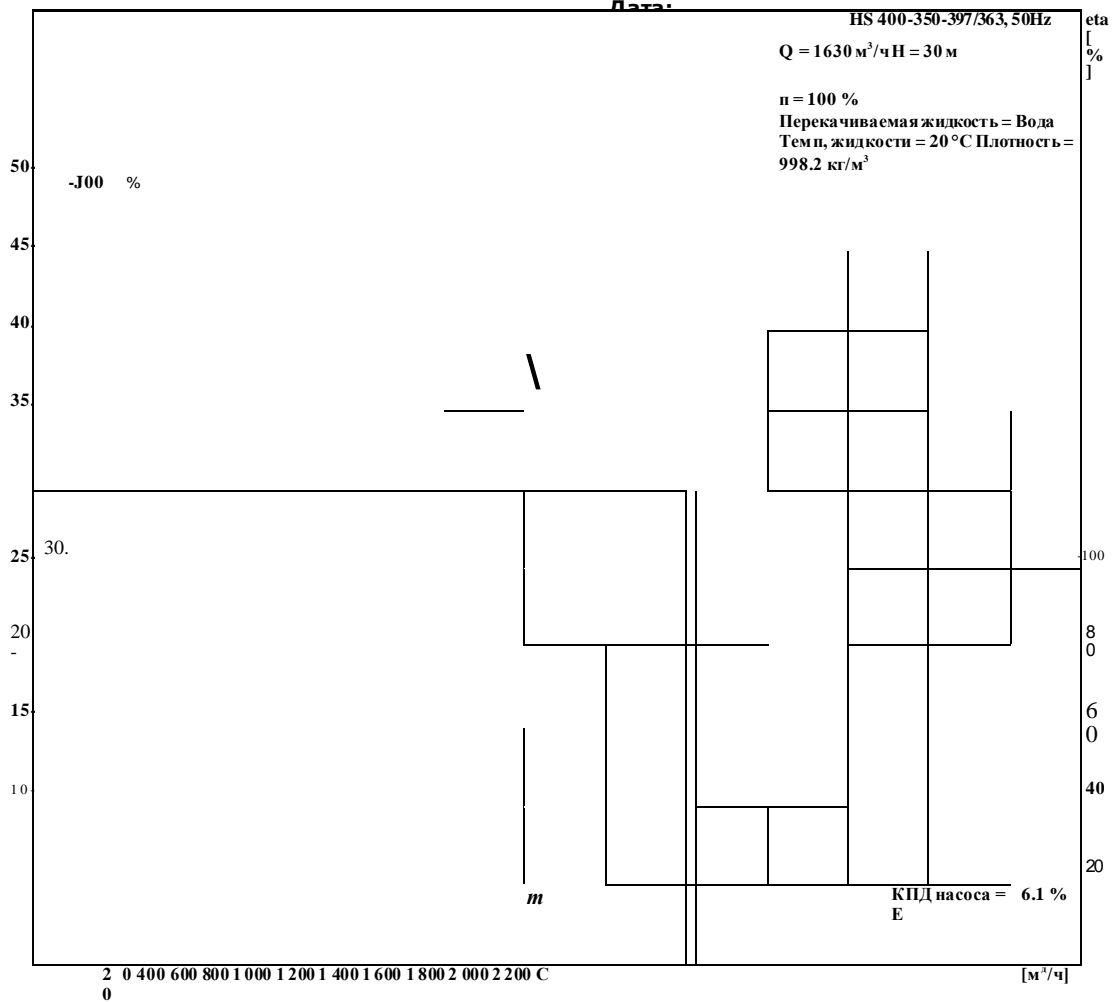 Дата:
HS 400-350-397/363, 50Hz
eta
[
%
]
Q = 1630 м³/ч H = 30 м
п = 100 %
Перекачиваемая жидкость = Вода
Темп, жидкости = 20 °C Плотность =
998.2 кг/м³
50
-J00 %
45
40
35
\
30.
25
100
20
-
8
0
15
6
0
10
40
20
m
КПД насоса = 6.1 %
E
2 0 400 600 800 1 000 1 200 1 400 1 600 1 800 2 000 2 200 C
0
[мд/ч]